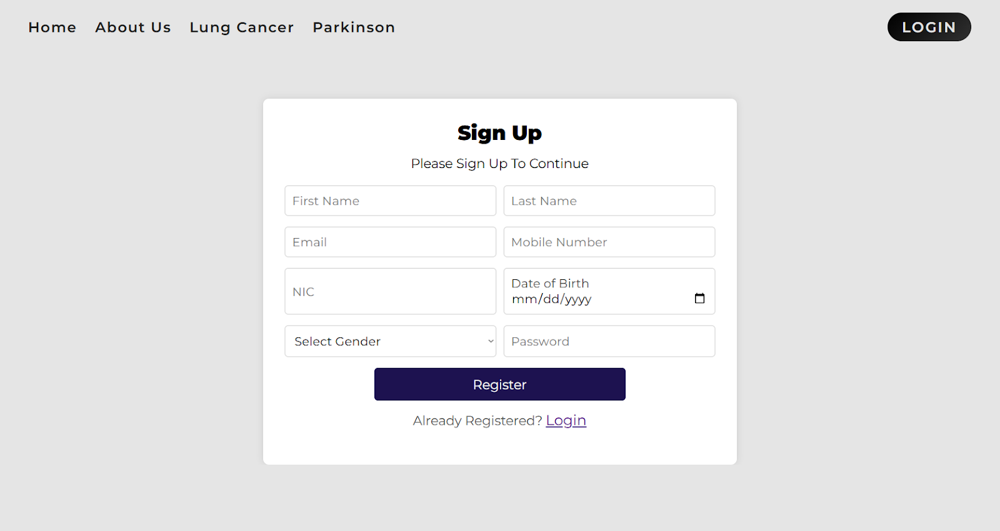 Home About Us Lung Cancer Parkinson LOGIN
Sign Up
Please Sign Up To Continue
First Name Last Name
Email Mobile Number
NIC Date of Birth
mm/dd/yyyy
Select Gender Password
Register
Already Registered? Login